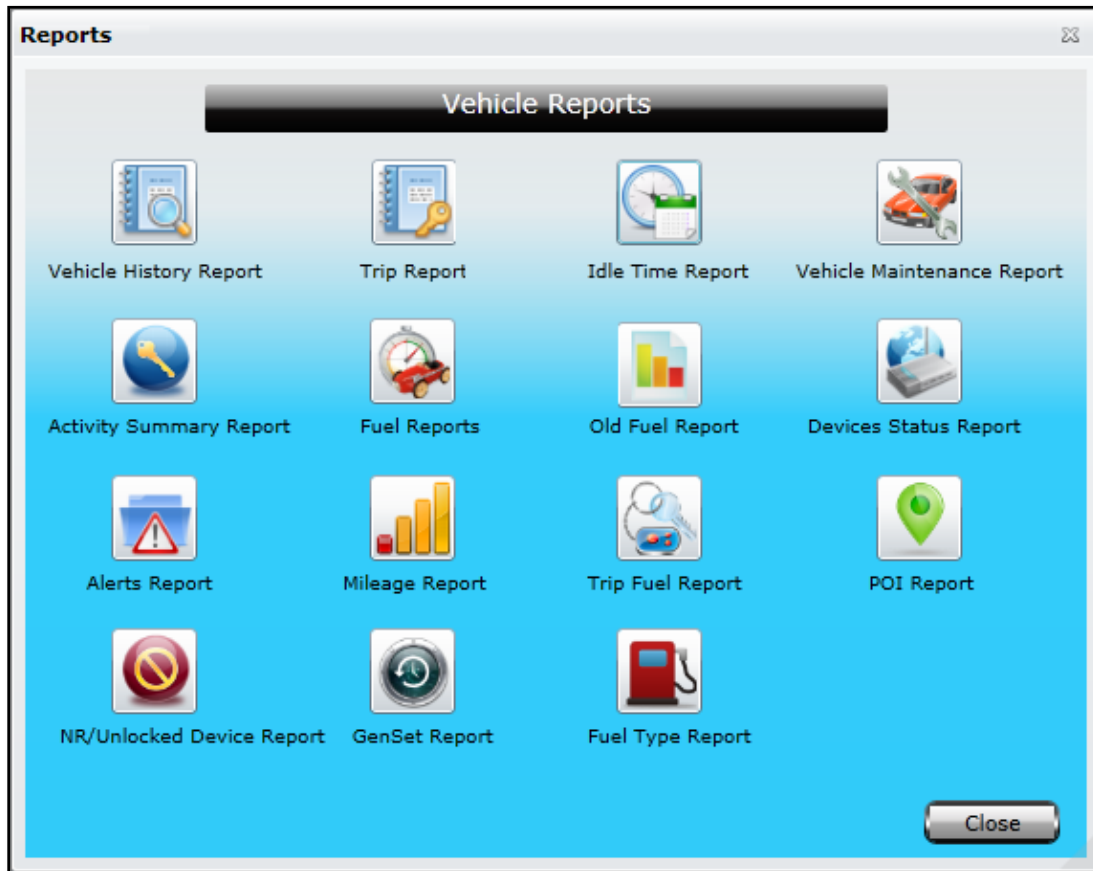 Reports
Vehicle Reports
Vehicle History Report
Trip Report
Idle Time Report
Vehicle Maintenance Report
Activity Summary Report
Fuel Reports
Old Fuel Report
Devices Status Report
Alerts Report
Mileage Report
Trip Fuel Report
POI Report
NR/Unlocked Device Report
GenSet Report
Fuel Type Report
Close